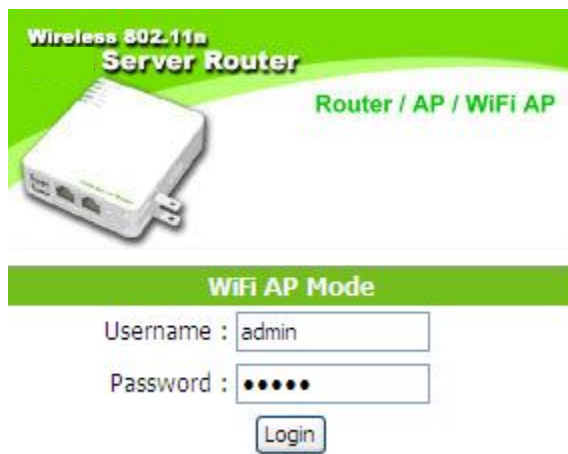 Wireless 802.11n
Server Router
Router / AP / WiFi AP
WiFi AP Mode
Username : admin
Password : •••••
Login